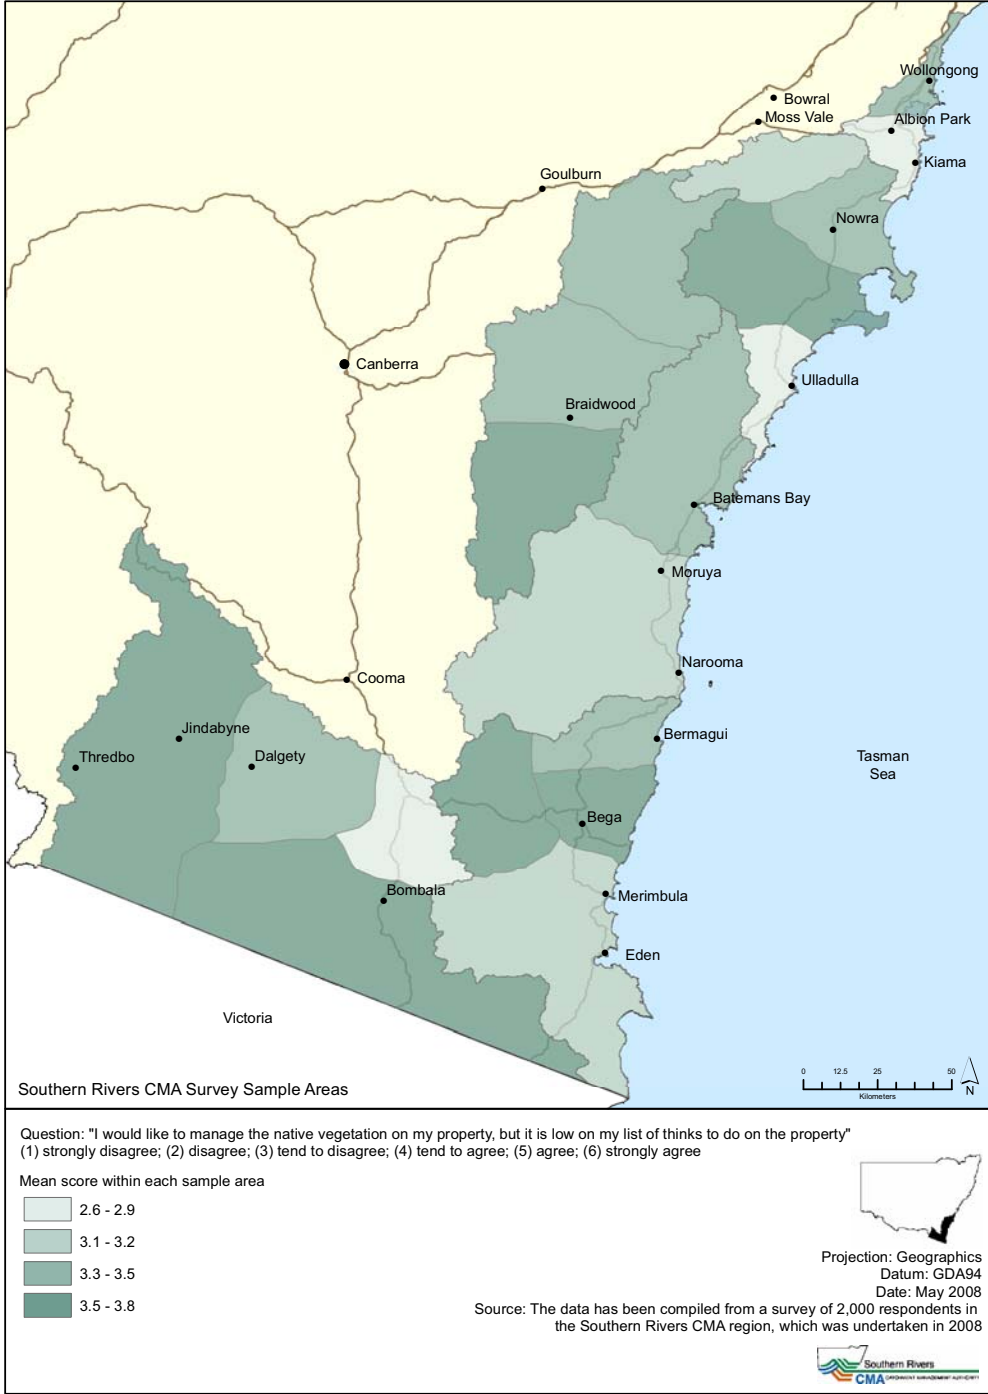 Wollongong
Bowral
Moss Vale
Albion Park
Kiama
Goulburn
Nowra
Canberra
Ulladulla
Braidwood
Batemans Bay
Moruya
Narooma
Cooma
Jindabyne
Bermagui
Thredbo
Dalgety
Tasman
Sea
Bega
Bombala
Merimbula
Eden
Victoria
0 12.5 25 50
Kilometers
N
Southern Rivers CMA Survey Sample Areas
Question: "I would like to manage the native vegetation on my property, but it is low on my list of thinks to do on the property"
(1) strongly disagree; (2) disagree; (3) tend to disagree; (4) tend to agree; (5) agree; (6) strongly agree
Mean score within each sample area
2.6 - 2.9
3.1 - 3.2
3.3 - 3.5
3.5 - 3.8
Projection: Geographics
Datum: GDA94
Date: May 2008
Source: The data has been compiled from a survey of 2,000 respondents in
the Southern Rivers CMA region, which was undertaken in 2008
Southern Rivers
CMA CATCHMENT MANAGEMENT AUTHORITY